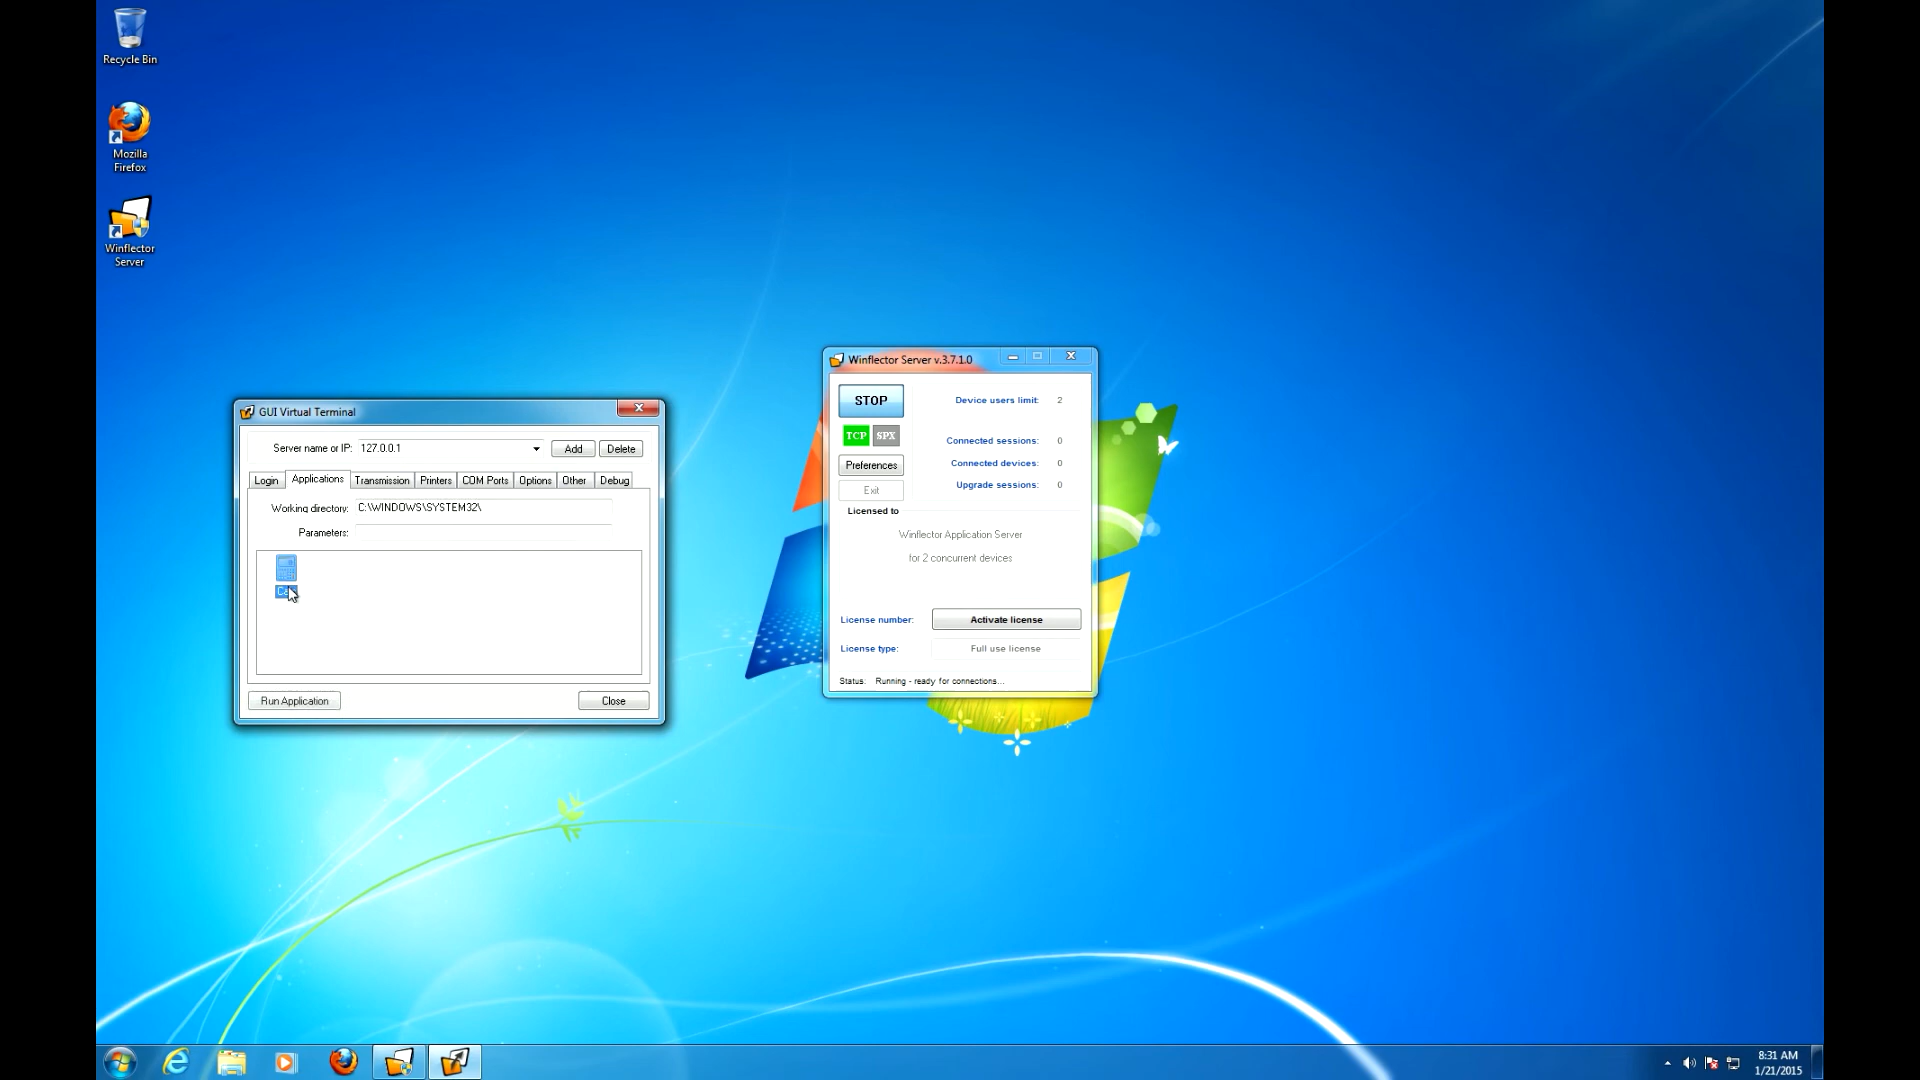 Recycle Bin
Mozilla
Firefox
Winflector
Server
GUI Virtual Terminal
Server name or IP: 127.0.0.1
Add
Delete
Login
Applications
Transmission
Printers
COM Ports
Options
Other
Debug
Working directory: C:\WINDOWS\SYSTEM32\
Parameters:
Run Application
Close
Winflector Server v.3.7.1.0
STOP
Device users limit: 2
TCP
SPX
Connected sessions: 0
Preferences
Connected devices: 0
Exit
Upgrade sessions: 0
Licensed to
Winflector Application Server
for 2 concurrent devices
License number:
Activate license
License type:
Full use license
Status: Running - ready for connections...
8:31 AM
1/21/2015